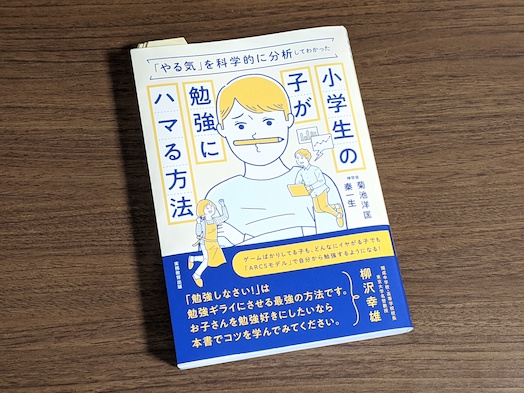 「やる気」を科学的に分析してわかった
小学生の
子が
勉強に
ハマる方法
菊池洋匡
秦一生
実務教育出版
ゲームばかりしてる子も、どんなにイヤがる子でも
「ARCSモデル」で自分から勉強するようになる!
「勉強しなさい!」は
勉強ギライにさせる最強の方法です。
お子さんを勉強好きにしたいなら
本書でコツを学んでみてください。
柳沢幸雄